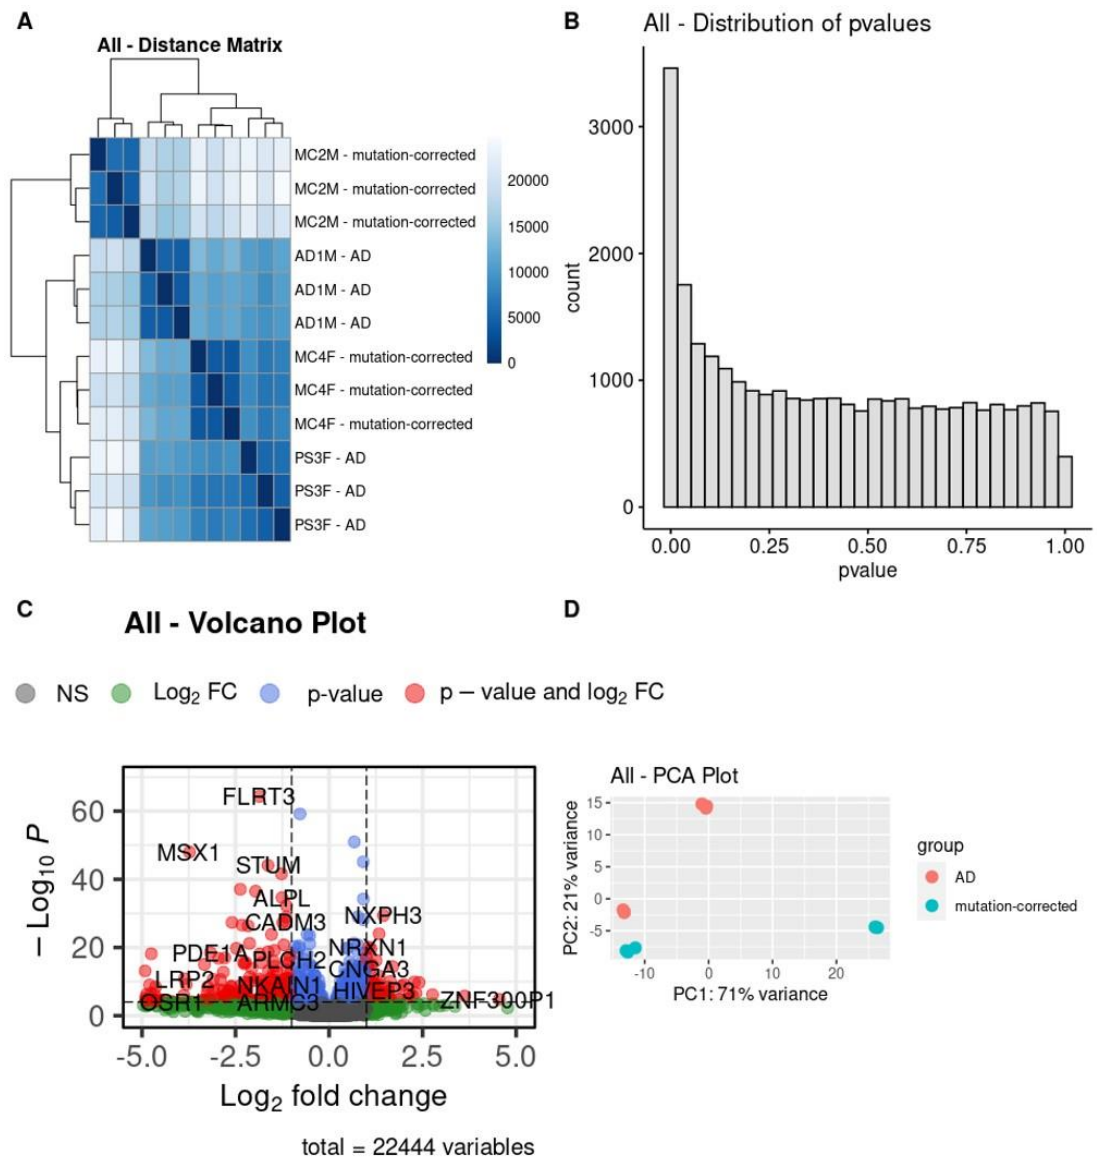 A
All - Distance Matrix
MC2M - mutation-corrected
MC2M - mutation-corrected
MC2M - mutation-corrected
AD1M - AD
AD1M - AD
AD1M - AD
MC4F - mutation-corrected
MC4F - mutation-corrected
MC4F - mutation-corrected
PS3F - AD
PS3F - AD
PS3F - AD
20000
15000
10000
5000
0
B
All - Distribution of pvalues
count
3000
2000
1000
0
0.00 0.25 0.50 0.75 1.00
pvalue
C
All - Volcano Plot
NS Log₂ FC p-value p – value and log₂ FC
– Log₁₀ P
60
40
20
0
FLRT3
MSX1
STUM
ALPL
CADM3
NXPH3
PDE1A
PLCH2
NRXN1
LRP2
NKAIN1
CNGA3
HIVEP3
OSR1
ARMC3
ZNF300P1
-5.0 -2.5 0.0 2.5 5.0
Log₂ fold change
total = 22444 variables
D
All - PCA Plot
PC2: 21% variance
15
10
5
0
-5
-10 0 10 20
PC1: 71% variance
group
AD
mutation-corrected